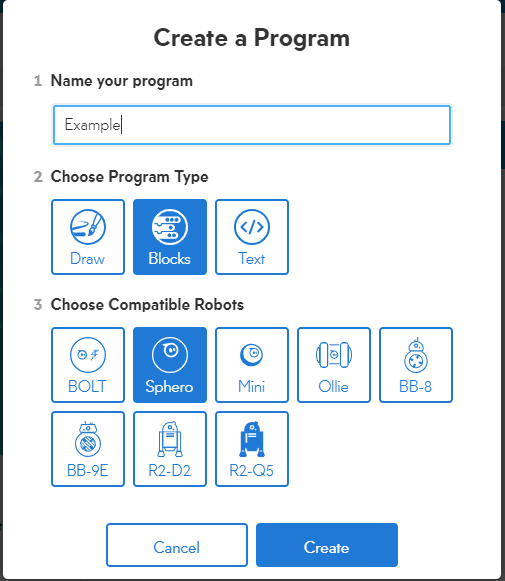 Create a Program
1 Name your program
Example
2 Choose Program Type
Draw Blocks Text
3 Choose Compatible Robots
BOLT Sphero Mini Ollie BB-8
BB-9E R2-D2 R2-Q5
Cancel Create